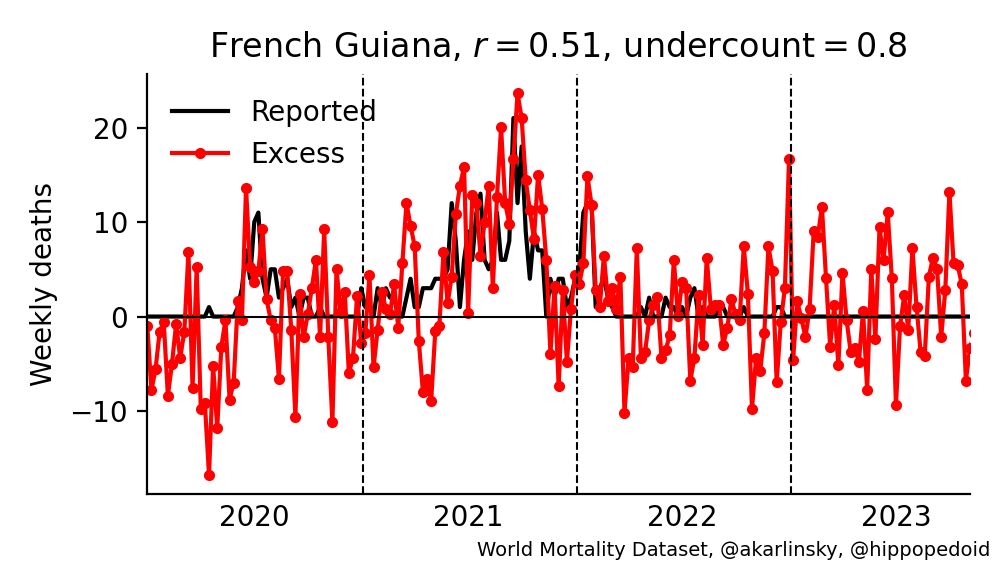 French Guiana, r = 0.51, undercount = 0.8
Reported
Excess
Weekly deaths
20
10
0
−10
2020 2021 2022 2023
World Mortality Dataset, @akarlinsky, @hippopedoid